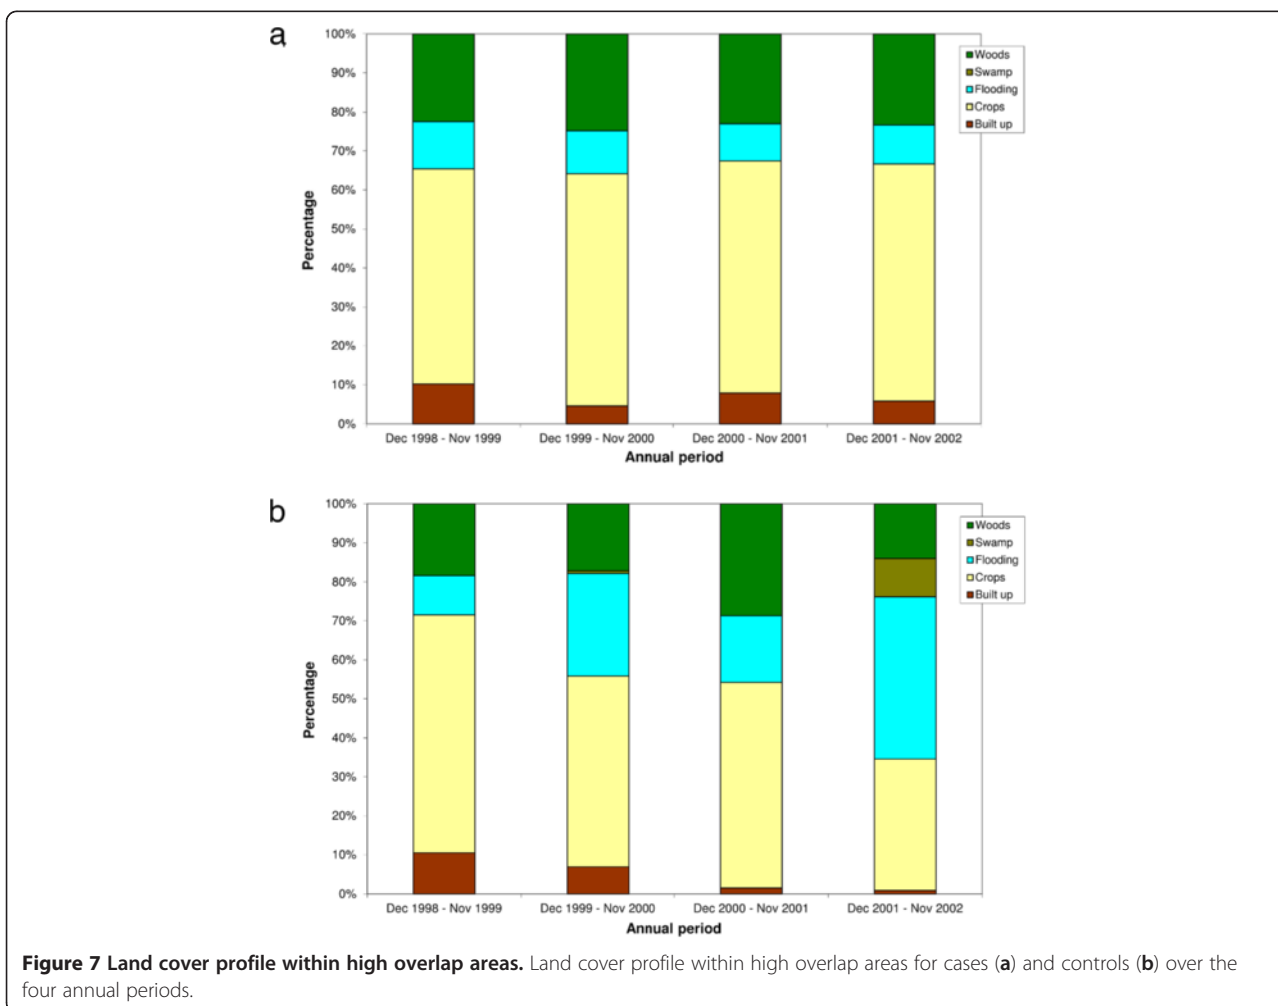 a
100%
90%
80%
70%
60%
50%
40%
30%
20%
10%
0%
Percentage
Woods
Swamp
Flooding
Crops
Built up
Dec 1998 - Nov 1999
Dec 1999 - Nov 2000
Dec 2000 - Nov 2001
Dec 2001 - Nov 2002
Annual period
b
100%
90%
80%
70%
60%
50%
40%
30%
20%
10%
0%
Percentage
Woods
Swamp
Flooding
Crops
Built up
Dec 1998 - Nov 1999
Dec 1999 - Nov 2000
Dec 2000 - Nov 2001
Dec 2001 - Nov 2002
Annual period
Figure 7 Land cover profile within high overlap areas. Land cover profile within high overlap areas for cases (a) and controls (b) over the
four annual periods.